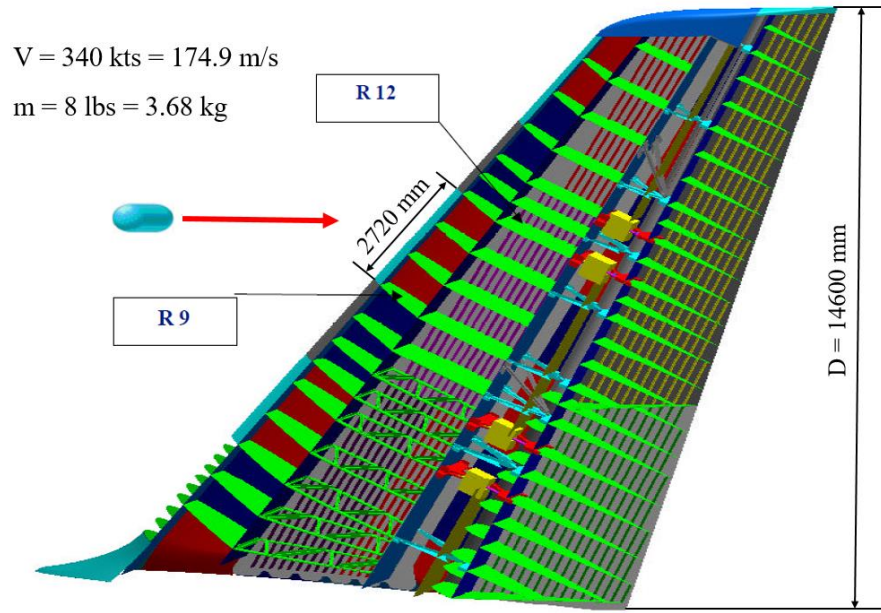 V = 340 kts = 174.9 m/s
m = 8 lbs = 3.68 kg
R 12
2720 mm
R 9
D = 14600 mm